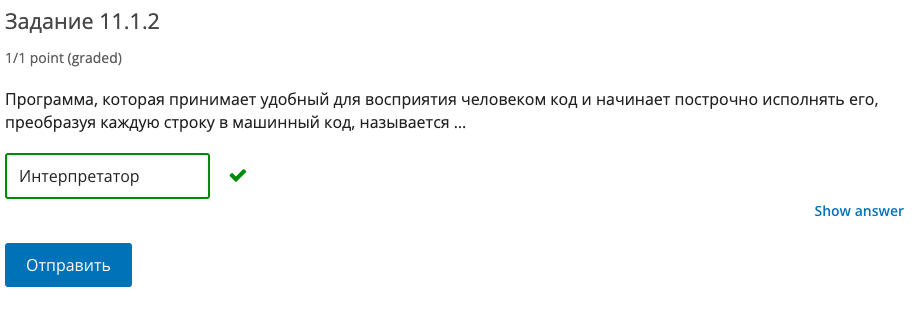 Задание 11.1.2
1/1 point (graded)
Программа, которая принимает удобный для восприятия человеком код и начинает построчно исполнять его,
преобразуя каждую строку в машинный код, называется ...
Интерпретатор
Show answer
Отправить